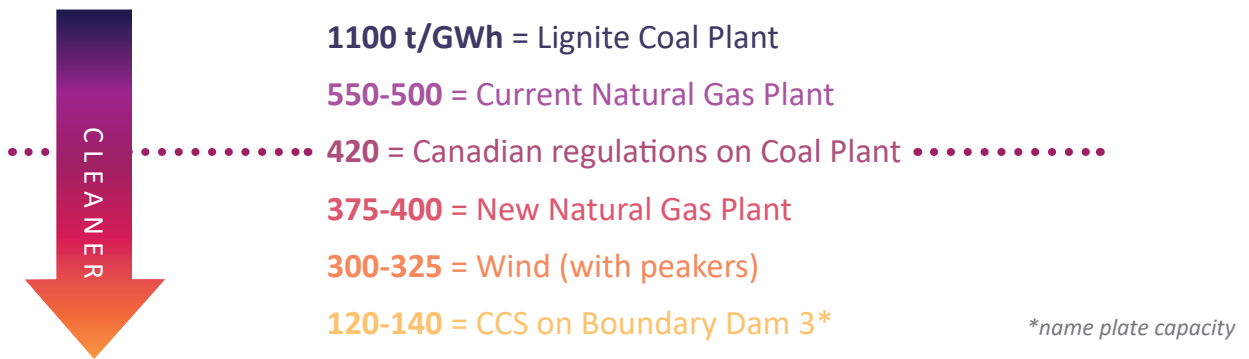 1100 t/GWh = Lignite Coal Plant
550-500 = Current Natural Gas Plant
420 = Canadian regulations on Coal Plant
375-400 = New Natural Gas Plant
300-325 = Wind (with peakers)
120-140 = CCS on Boundary Dam 3*
*name plate capacity
CLEANER